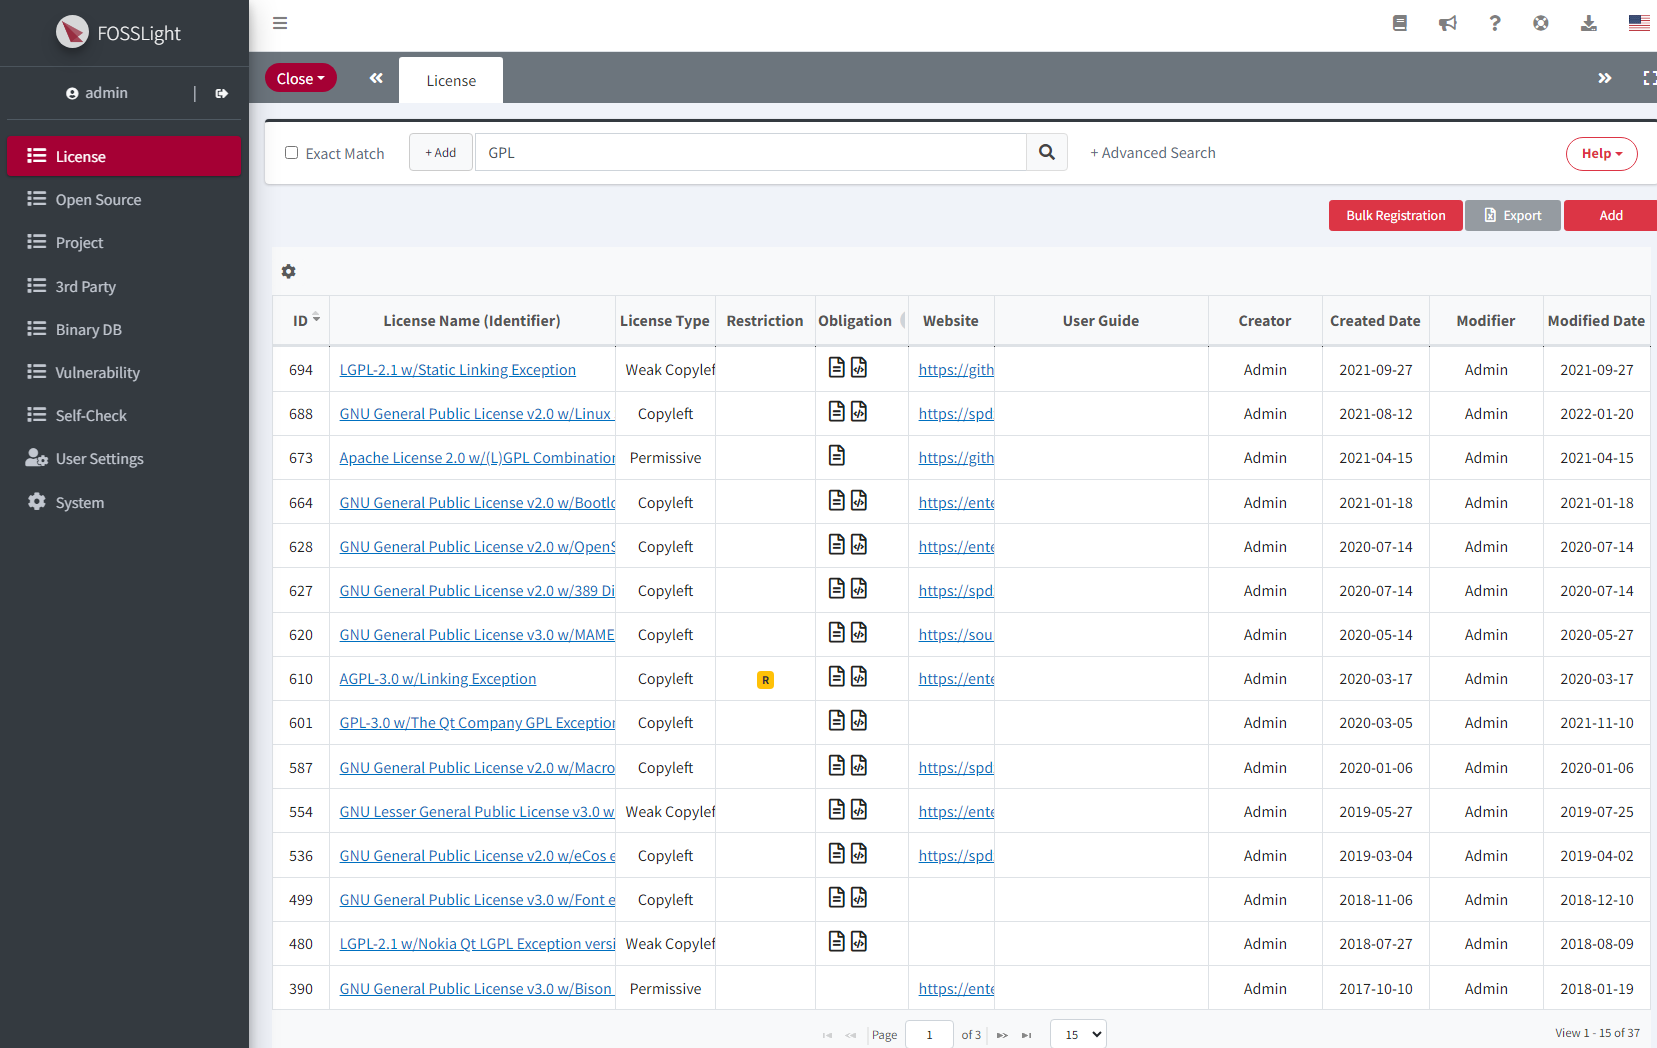 FOSSLight
admin
|
License
Open Source
Project
3rd Party
Binary DB
Vulnerability
Self-Check
User Settings
System
Close
License
Exact Match
+ Add
GPL
+ Advanced Search
Help
Bulk Registration
Export
Add
ID License Name (Identifier) License Type Restriction Obligation Website User Guide Creator Created Date Modifier Modified Date
694 LGPL-2.1 w/Static Linking Exception Weak Copylef https://gith Admin 2021-09-27 Admin 2021-09-27
688 GNU General Public License v2.0 w/Linux Copyleft https://spd Admin 2021-08-12 Admin 2022-01-20
673 Apache License 2.0 w/(L)GPL Combination Permissive https://gith Admin 2021-04-15 Admin 2021-04-15
664 GNU General Public License v2.0 w/Bootlo Copyleft https://ente Admin 2021-01-18 Admin 2021-01-18
628 GNU General Public License v2.0 w/OpenS Copyleft https://ente Admin 2020-07-14 Admin 2020-07-14
627 GNU General Public License v2.0 w/389 Di Copyleft https://spd Admin 2020-07-14 Admin 2020-07-14
620 GNU General Public License v3.0 w/MAME Copyleft https://sou Admin 2020-05-14 Admin 2020-05-27
610 AGPL-3.0 w/Linking Exception Copyleft R https://ente Admin 2020-03-17 Admin 2020-03-17
601 GPL-3.0 w/The Qt Company GPL Exception Copyleft Admin 2020-03-05 Admin 2021-11-10
587 GNU General Public License v2.0 w/Macro Copyleft https://spd Admin 2020-01-06 Admin 2020-01-06
554 GNU Lesser General Public License v3.0 w Weak Copylef https://ente Admin 2019-05-27 Admin 2019-07-25
536 GNU General Public License v2.0 w/eCos e Copyleft https://spd Admin 2019-03-04 Admin 2019-04-02
499 GNU General Public License v3.0 w/Font e Copyleft Admin 2018-11-06 Admin 2018-12-10
480 LGPL-2.1 w/Nokia Qt LGPL Exception versi Weak Copylef Admin 2018-07-27 Admin 2018-08-09
390 GNU General Public License v3.0 w/Bison Permissive https://ente Admin 2017-10-10 Admin 2018-01-19
Page 1 of 3 15 View 1 - 15 of 37